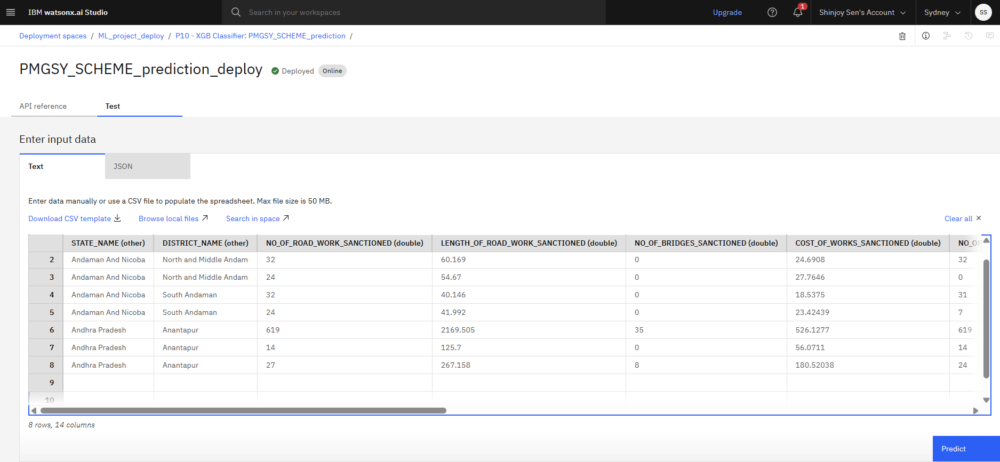 IBM watsonx.ai Studio
Search in your workspaces
Upgrade
1
Shinjoy Sen's Account
Sydney
SS
Deployment spaces / ML_project_deploy / P10 - XGB Classifier: PMGSY_SCHEME_prediction /
PMGSY_SCHEME_prediction_deploy
Deployed
Online
API reference
Test
Enter input data
Text
JSON
Enter data manually or use a CSV file to populate the spreadsheet. Max file size is 50 MB.
Download CSV template
Browse local files
Search in space
Clear all
STATE_NAME (other) DISTRICT_NAME (other) NO_OF_ROAD_WORK_SANCTIONED (double) LENGTH_OF_ROAD_WORK_SANCTIONED (double) NO_OF_BRIDGES_SANCTIONED (double) COST_OF_WORKS_SANCTIONED (double) NO_OF
2 Andaman And Nicoba North and Middle Andam 32 60.169 0 24.6908 32
3 Andaman And Nicoba North and Middle Andam 24 54.67 0 27.7646 0
4 Andaman And Nicoba South Andaman 32 40.146 0 18.5375 31
5 Andaman And Nicoba South Andaman 24 41.992 0 23.42439 7
6 Andhra Pradesh Anantapur 619 2169.505 35 526.1277 619
7 Andhra Pradesh Anantapur 14 125.7 0 56.0711 14
8 Andhra Pradesh Anantapur 27 267.158 8 180.52038 24
9
10
8 rows, 14 columns
Predict